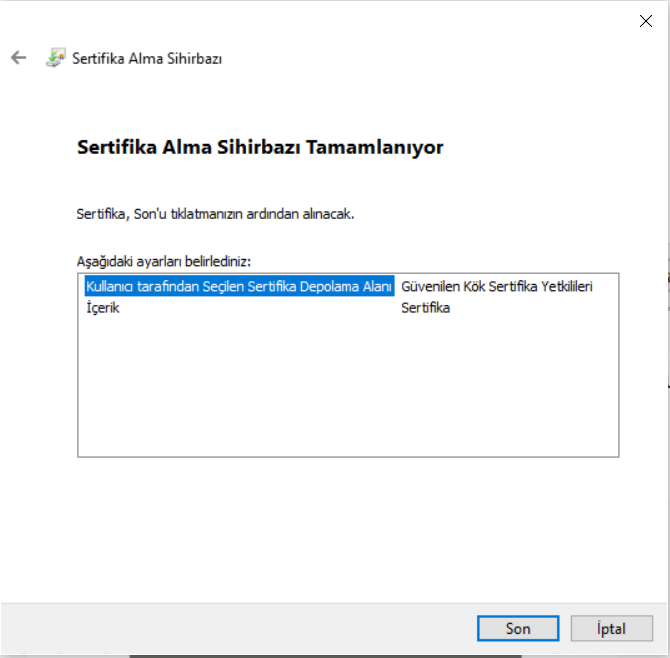 Sertifika Alma Sihirbazı
Sertifika Alma Sihirbazı Tamamlanıyor
Sertifika, Son'u tıklatmanızın ardından alınacak.
Aşağıdaki ayarları belirlediniz:
Kullanıcı tarafından Seçilen Sertifika Depolama Alanı Güvenilen Kök Sertifika Yetkilileri
İçerik Sertifika
Son İptal